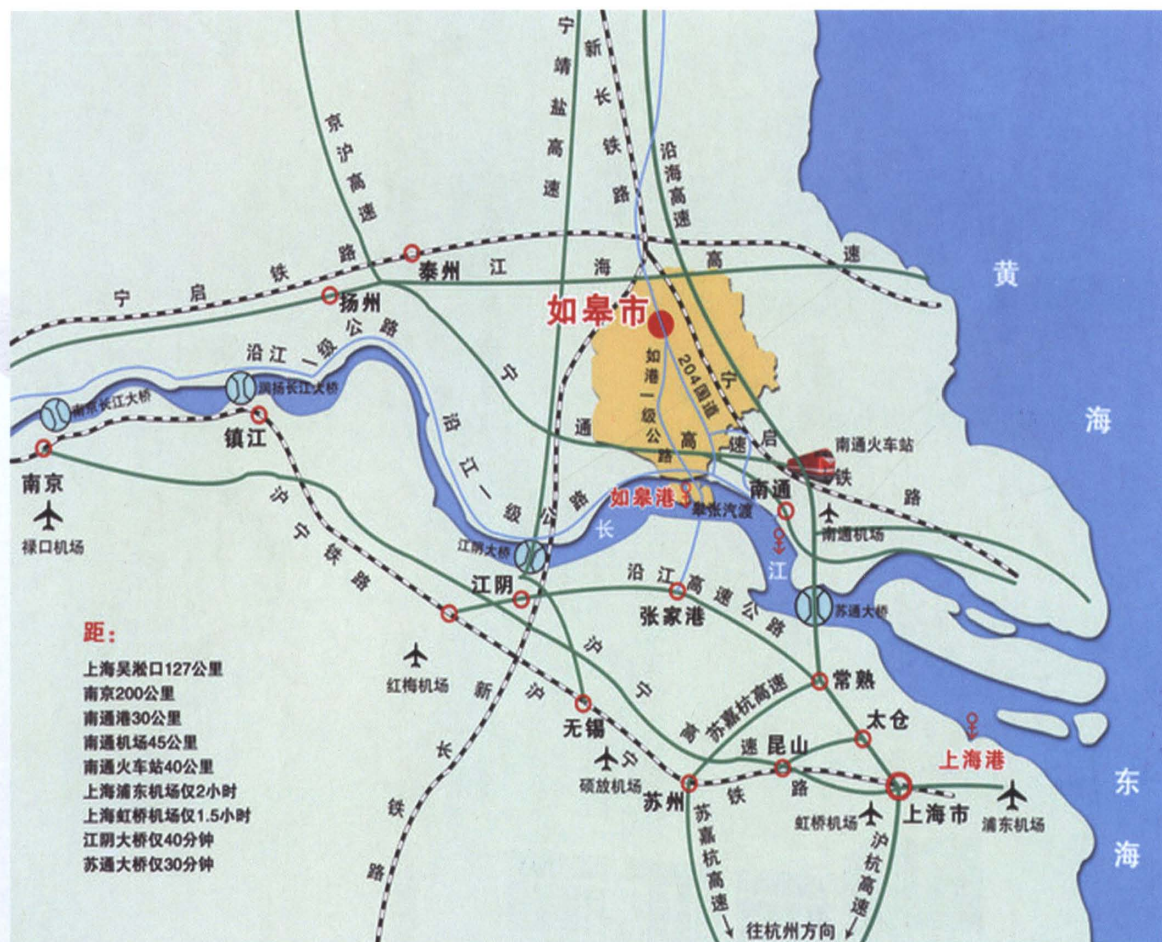 京沪高速
宁靖盐高速
新长铁路
沿海高速
宁启铁路
泰州
江海高速
扬州
黄海
如皋市
沿江一级公路
如港一级公路
204国道
南京长江大桥
润扬长江大桥
镇江
宁通高速
宁启铁路
南通火车站
南京
禄口机场
沪宁铁路
沿江一级公路
如皋港
皋张汽渡
南通
南通机场
长江
江阴大桥
江阴
沿江高速公路
张家港
苏通大桥
距:
上海吴淞口127公里
南京200公里
南通港30公里
南通机场45公里
南通火车站40公里
上海浦东机场仅2小时
上海虹桥机场仅1.5小时
江阴大桥仅40分钟
苏通大桥仅30分钟
红梅机场
新长铁路
沪宁高速
沪宁铁路
无锡
硕放机场
苏嘉杭高速
常熟
太仓
昆山
苏州
上海港
上海市
虹桥机场
浦东机场
东海
苏嘉杭高速
沪杭高速
往杭州方向